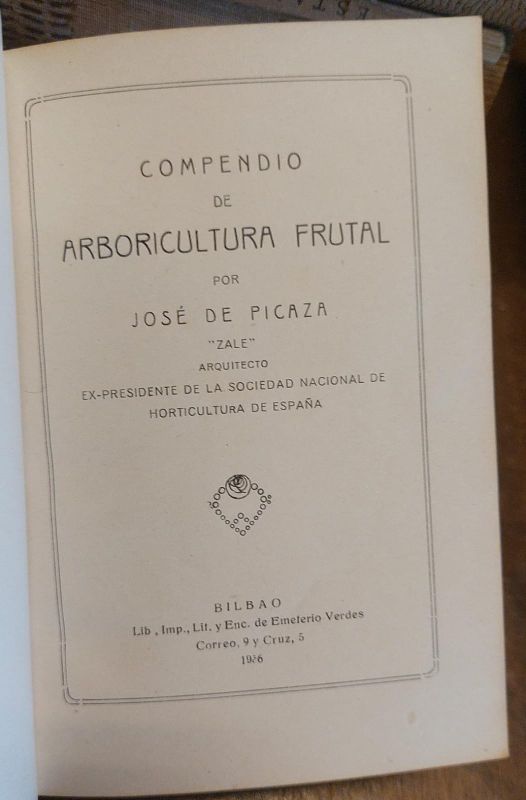 COMPENDIO
DE
ARBORICULTURA FRUTAL
POR
JOSÉ DE PICAZA
"ZALE"
ARQUITECTO
EX-PRESIDENTE DE LA SOCIEDAD NACIONAL DE
HORTICULTURA DE ESPAÑA
BILBAO
Lib, Imp., Lit. y Enc. de Emeterio Verdes
Correo, 9 y Cruz, 5